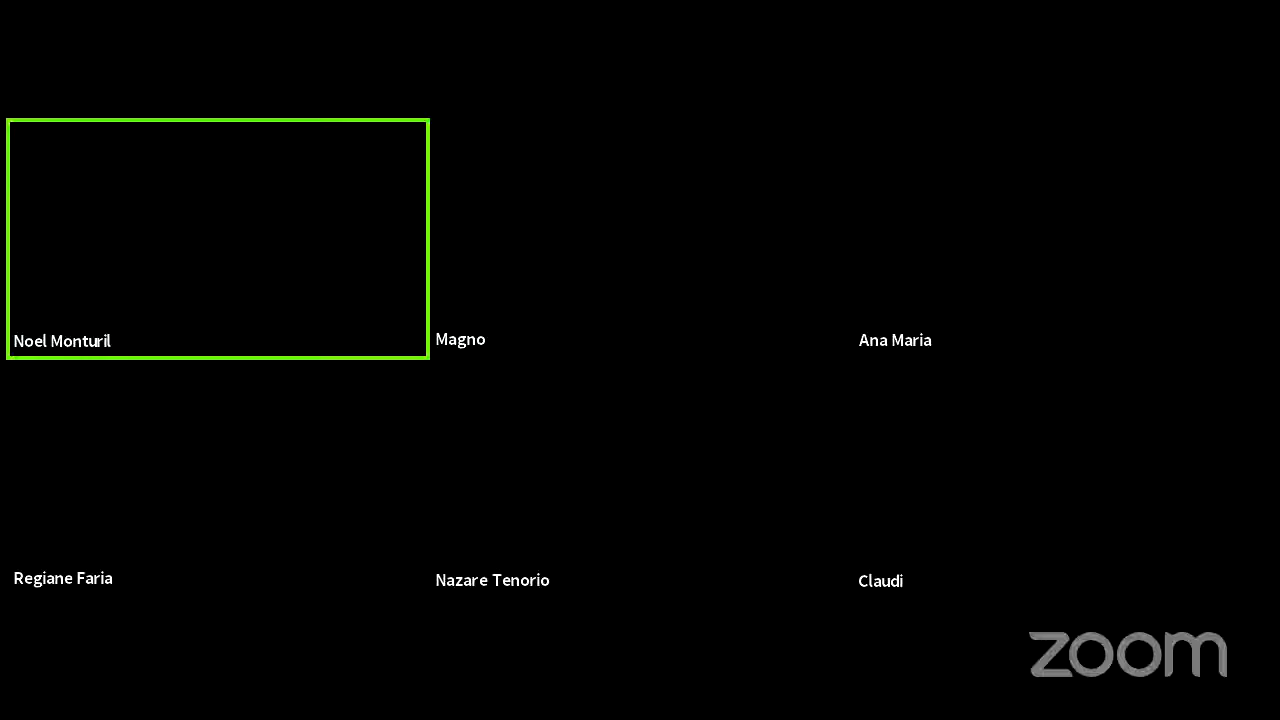 Noel Monturil
Magno
Ana Maria
Regiane Faria
Nazare Tenorio
Claudi
zoom